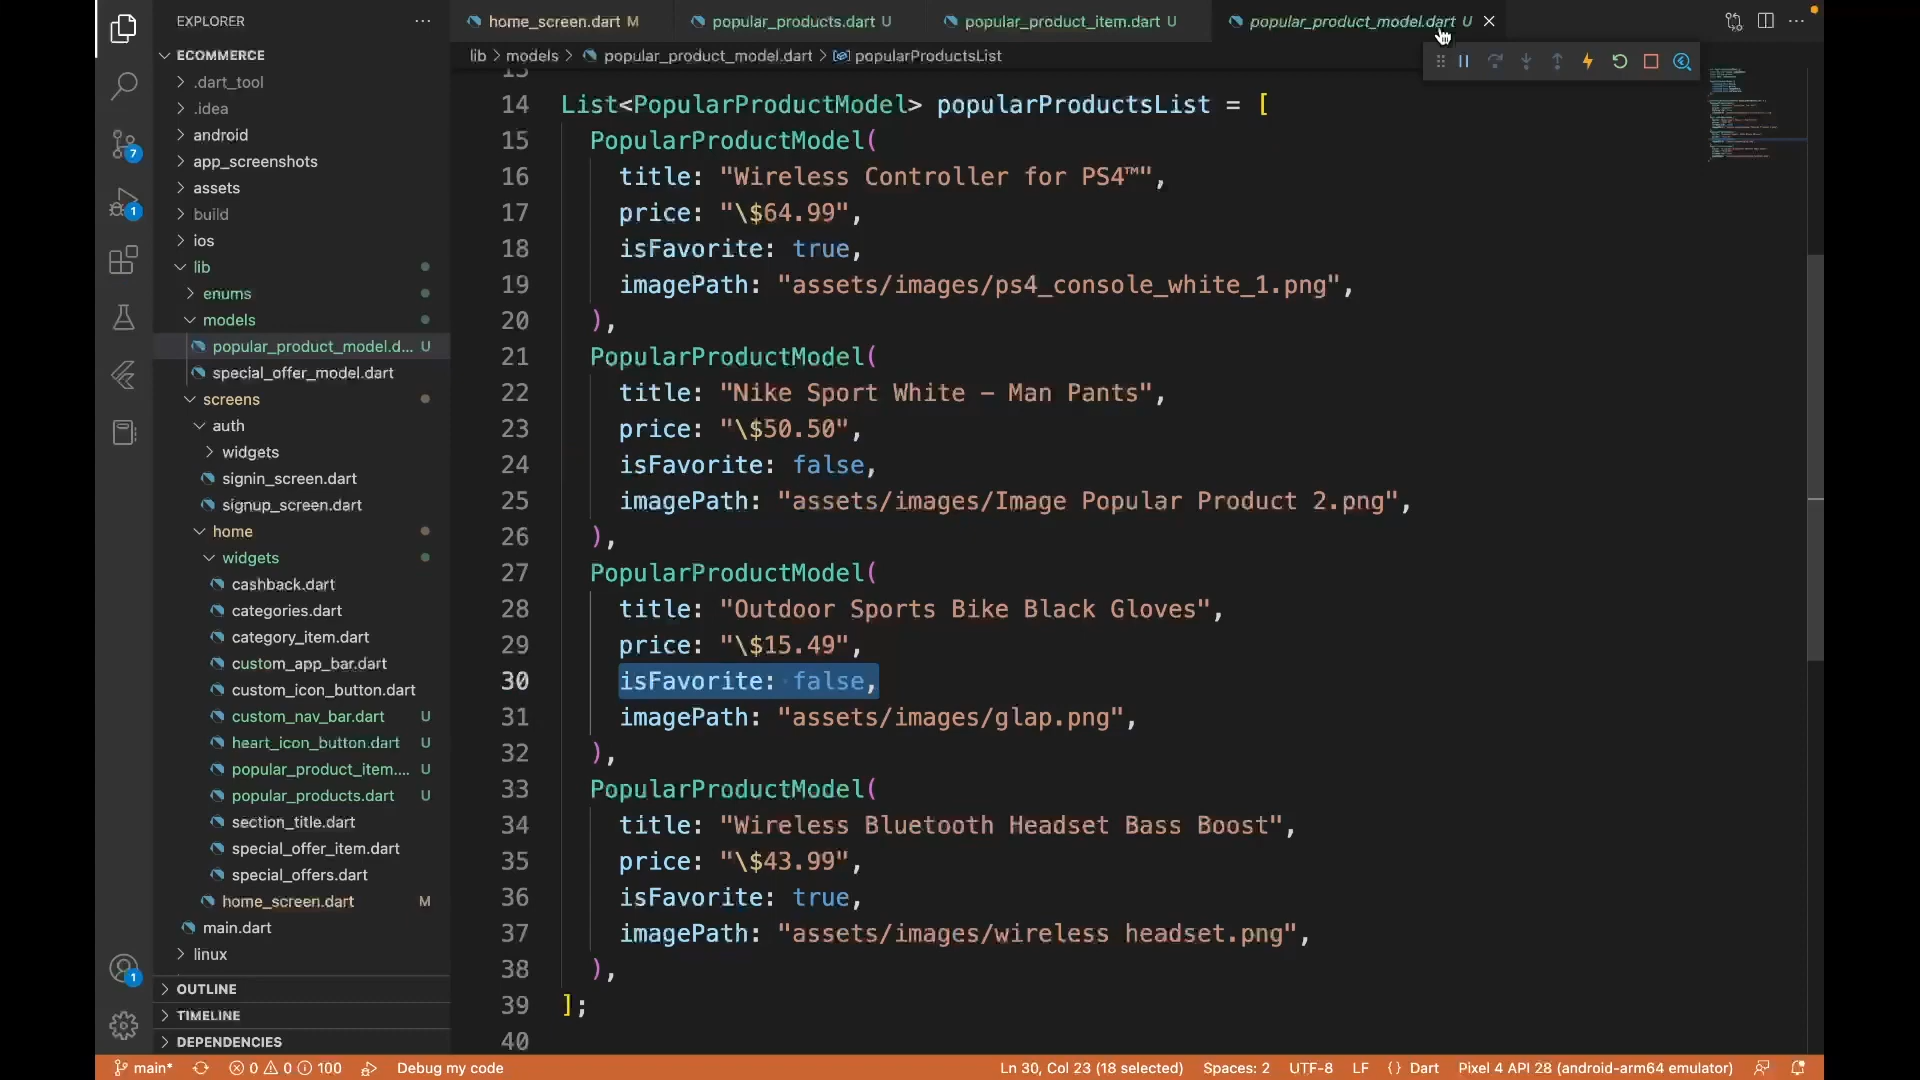 EXPLORER
home_screen.dart M
popular_products.dart U
popular_product_item.dart U
popular_product_model.dart U
ECOMMERCE
lib > models > popular_product_model.dart > popularProductsList
.dart_tool
.idea
android
app_screenshots
assets
build
ios
lib
enums
models
popular_product_model.d... U
special_offer_model.dart
screens
auth
widgets
signin_screen.dart
signup_screen.dart
home
widgets
cashback.dart
categories.dart
category_item.dart
custom_app_bar.dart
custom_icon_button.dart
custom_nav_bar.dart U
heart_icon_button.dart U
popular_product_item.... U
popular_products.dart U
section_title.dart
special_offer_item.dart
special_offers.dart
home_screen.dart M
main.dart
linux
OUTLINE
TIMELINE
DEPENDENCIES
7
1
1
13
14 List<PopularProductModel> popularProductsList = [
15 PopularProductModel(
16 title: "Wireless Controller for PS4™",
17 price: "\$64.99",
18 isFavorite: true,
19 imagePath: "assets/images/ps4_console_white_1.png",
20 ),
21 PopularProductModel(
22 title: "Nike Sport White – Man Pants",
23 price: "\$50.50",
24 isFavorite: false,
25 imagePath: "assets/images/Image Popular Product 2.png",
26 ),
27 PopularProductModel(
28 title: "Outdoor Sports Bike Black Gloves",
29 price: "\$15.49",
30 isFavorite: false,
31 imagePath: "assets/images/glap.png",
32 ),
33 PopularProductModel(
34 title: "Wireless Bluetooth Headset Bass Boost",
35 price: "\$43.99",
36 isFavorite: true,
37 imagePath: "assets/images/wireless headset.png",
38 ),
39 ];
40
main* 0 0 100 Debug my code Ln 30, Col 23 (18 selected) Spaces: 2 UTF-8 LF {} Dart Pixel 4 API 28 (android-arm64 emulator)